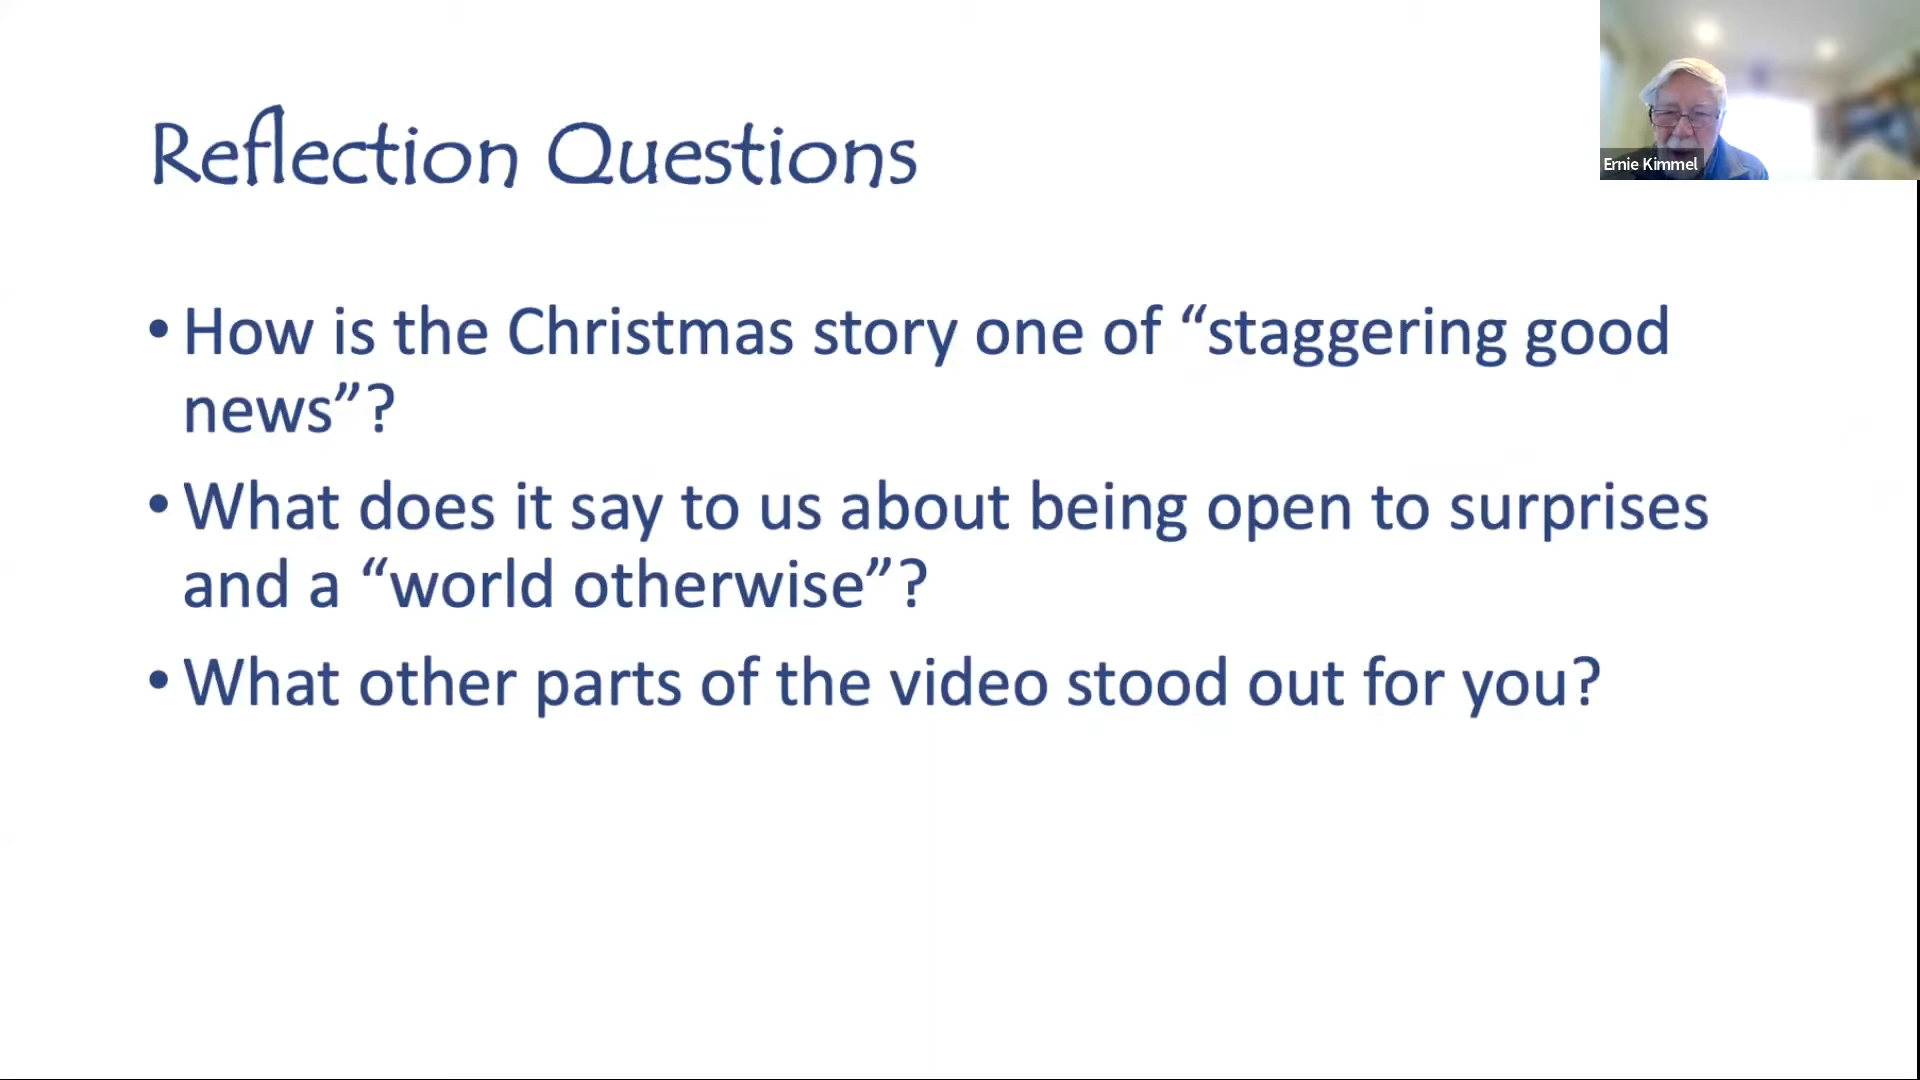 Reflection Questions
Ernie Kimmel
• How is the Christmas story one of “staggering good
news”?
• What does it say to us about being open to surprises
and a “world otherwise”?
• What other parts of the video stood out for you?